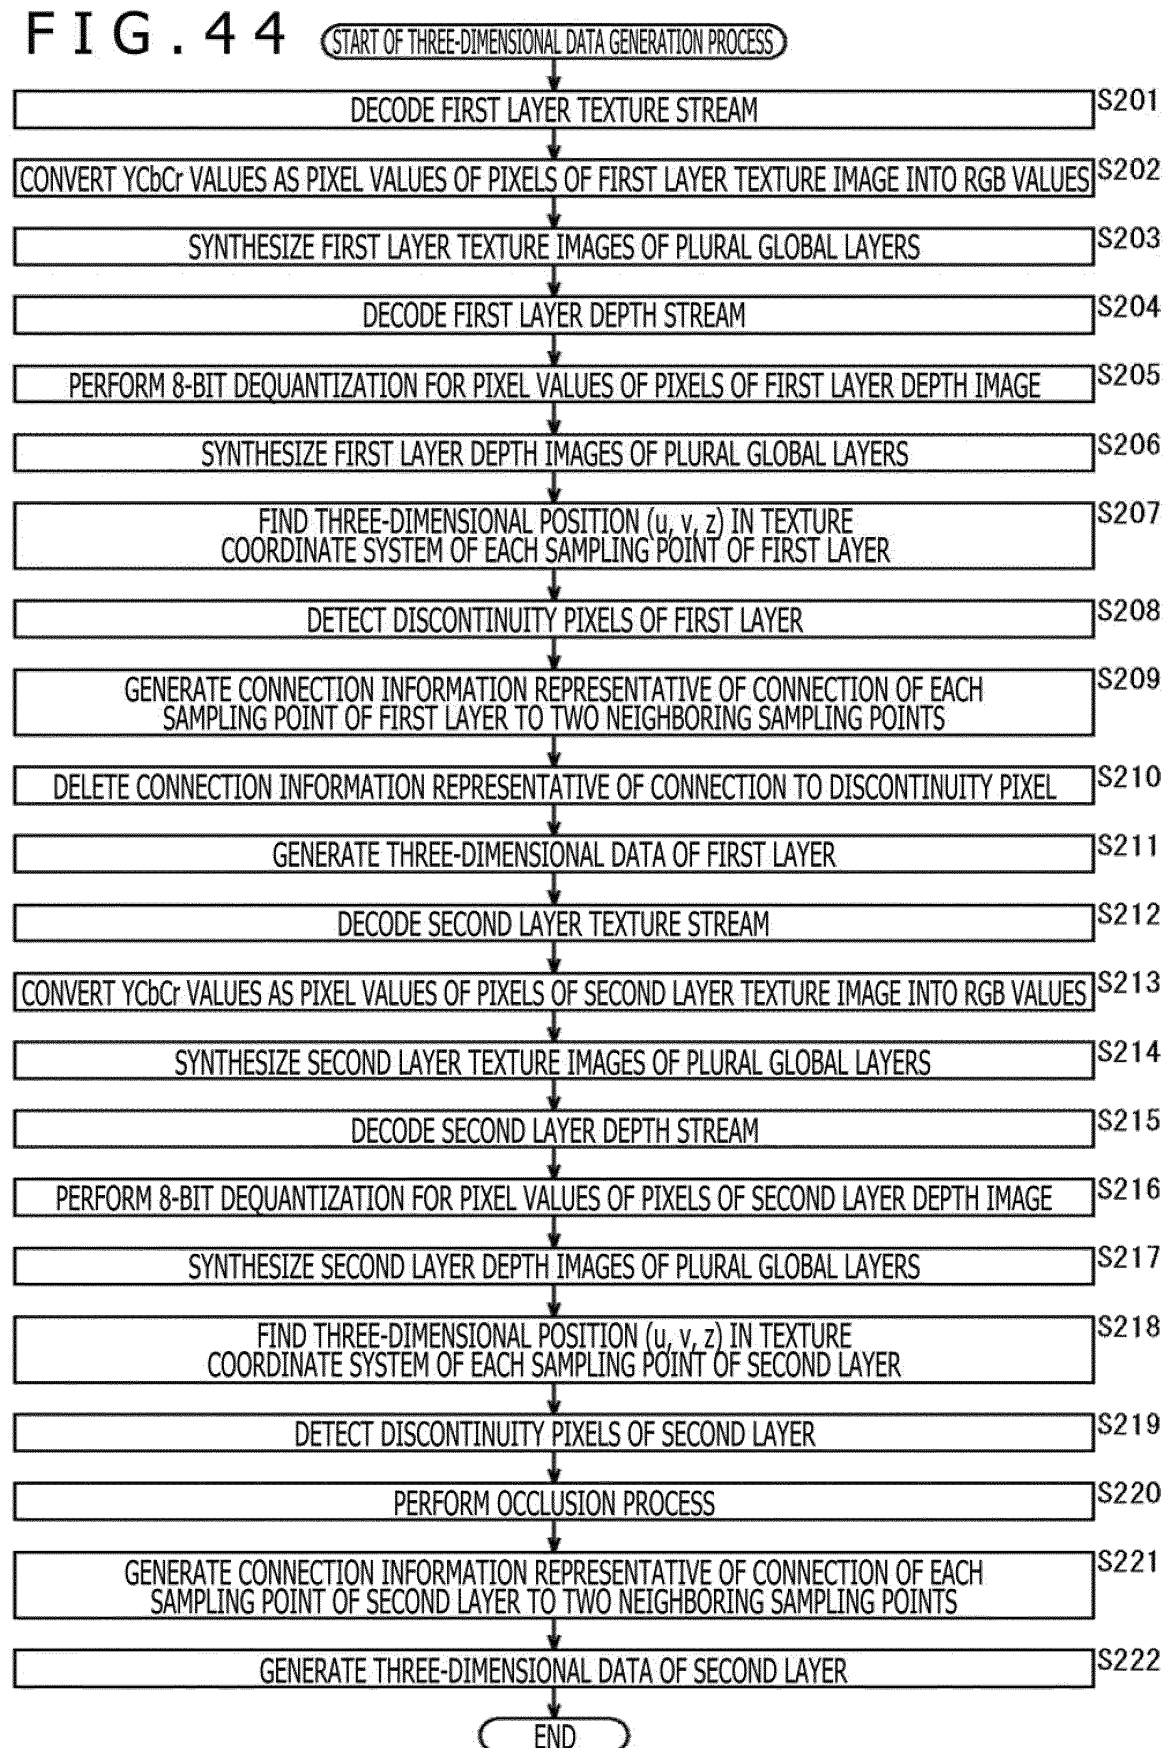 FIG.44
START OF THREE-DIMENSIONAL DATA GENERATION PROCESS
DECODE FIRST LAYER TEXTURE STREAM
S201
CONVERT YCbCr VALUES AS PIXEL VALUES OF PIXELS OF FIRST LAYER TEXTURE IMAGE INTO RGB VALUES
S202
SYNTHESIZE FIRST LAYER TEXTURE IMAGES OF PLURAL GLOBAL LAYERS
S203
DECODE FIRST LAYER DEPTH STREAM
S204
PERFORM 8-BIT DEQUANTIZATION FOR PIXEL VALUES OF PIXELS OF FIRST LAYER DEPTH IMAGE
S205
SYNTHESIZE FIRST LAYER DEPTH IMAGES OF PLURAL GLOBAL LAYERS
S206
FIND THREE-DIMENSIONAL POSITION (u, v, z) IN TEXTURE
COORDINATE SYSTEM OF EACH SAMPLING POINT OF FIRST LAYER
S207
DETECT DISCONTINUITY PIXELS OF FIRST LAYER
S208
GENERATE CONNECTION INFORMATION REPRESENTATIVE OF CONNECTION OF EACH
SAMPLING POINT OF FIRST LAYER TO TWO NEIGHBORING SAMPLING POINTS
S209
DELETE CONNECTION INFORMATION REPRESENTATIVE OF CONNECTION TO DISCONTINUITY PIXEL
S210
GENERATE THREE-DIMENSIONAL DATA OF FIRST LAYER
S211
DECODE SECOND LAYER TEXTURE STREAM
S212
CONVERT YCbCr VALUES AS PIXEL VALUES OF PIXELS OF SECOND LAYER TEXTURE IMAGE INTO RGB VALUES
S213
SYNTHESIZE SECOND LAYER TEXTURE IMAGES OF PLURAL GLOBAL LAYERS
S214
DECODE SECOND LAYER DEPTH STREAM
S215
PERFORM 8-BIT DEQUANTIZATION FOR PIXEL VALUES OF PIXELS OF SECOND LAYER DEPTH IMAGE
S216
SYNTHESIZE SECOND LAYER DEPTH IMAGES OF PLURAL GLOBAL LAYERS
S217
FIND THREE-DIMENSIONAL POSITION (u, v, z) IN TEXTURE
COORDINATE SYSTEM OF EACH SAMPLING POINT OF SECOND LAYER
S218
DETECT DISCONTINUITY PIXELS OF SECOND LAYER
S219
PERFORM OCCLUSION PROCESS
S220
GENERATE CONNECTION INFORMATION REPRESENTATIVE OF CONNECTION OF EACH
SAMPLING POINT OF SECOND LAYER TO TWO NEIGHBORING SAMPLING POINTS
S221
GENERATE THREE-DIMENSIONAL DATA OF SECOND LAYER
S222
END